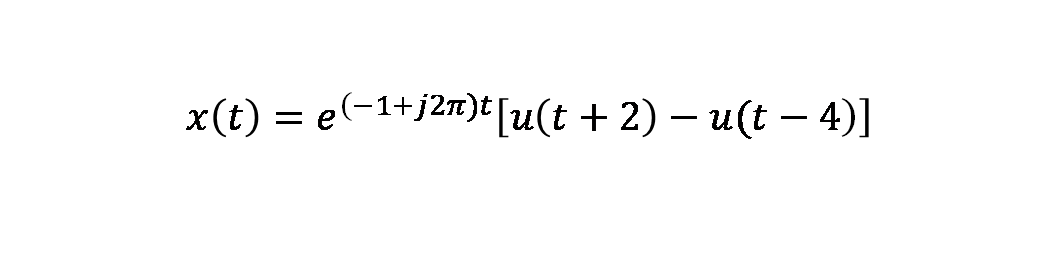 x(t) = e^{(-1+j2π)t}[u(t + 2) − u(t − 4)]